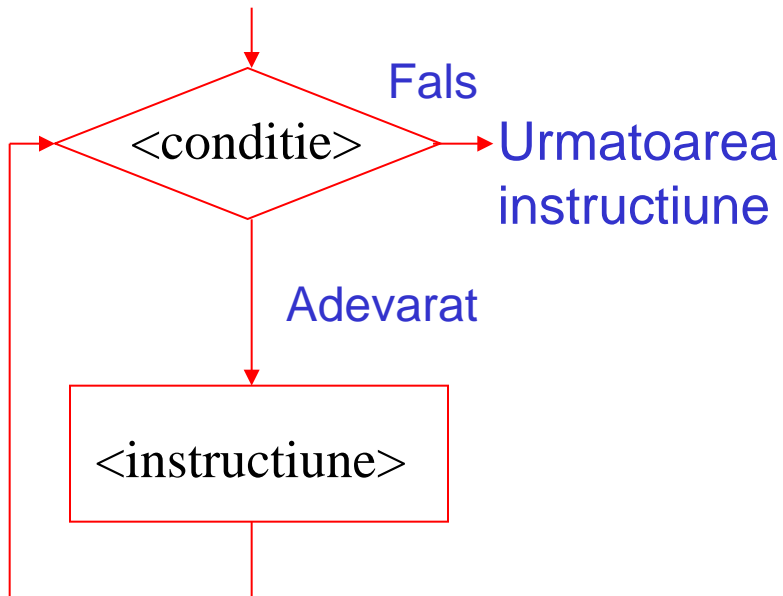 Fals
<conditie>
Urmatoarea
instructiune
Adevarat
<instructiune>